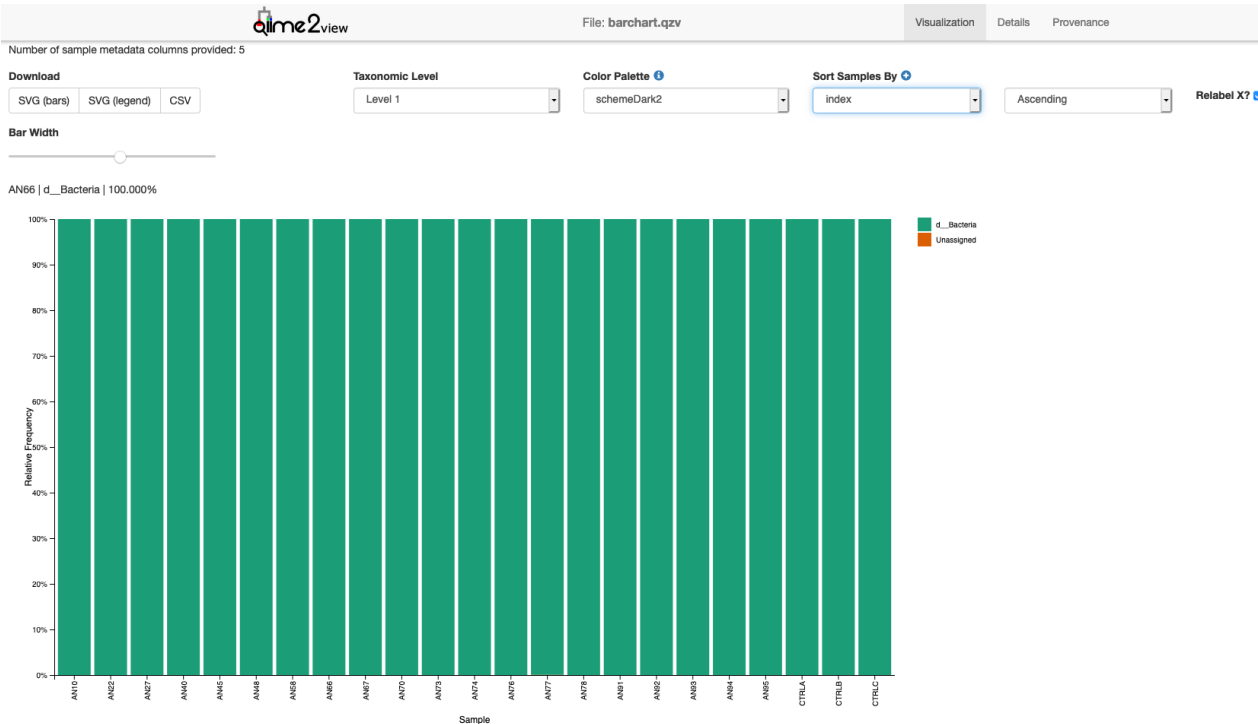 qiime2view
File: barchart.qzv
Visualization
Details
Provenance
Number of sample metadata columns provided: 5
Download
Taxonomic Level
Color Palette
Sort Samples By
SVG (bars)
SVG (legend)
CSV
Level 1
schemeDark2
index
Ascending
Relabel X?
Bar Width
AN66 | d__Bacteria | 100.000%
100%
90%
80%
70%
60%
50%
40%
30%
20%
10%
0%
Relative Frequency
d__Bacteria
Unassigned
AN10
AN22
AN27
AN40
AN45
AN48
AN58
AN66
AN67
AN70
AN73
AN74
AN76
AN77
AN78
AN91
AN92
AN93
AN94
AN95
CTRLA
CTRLB
CTRLC
Sample